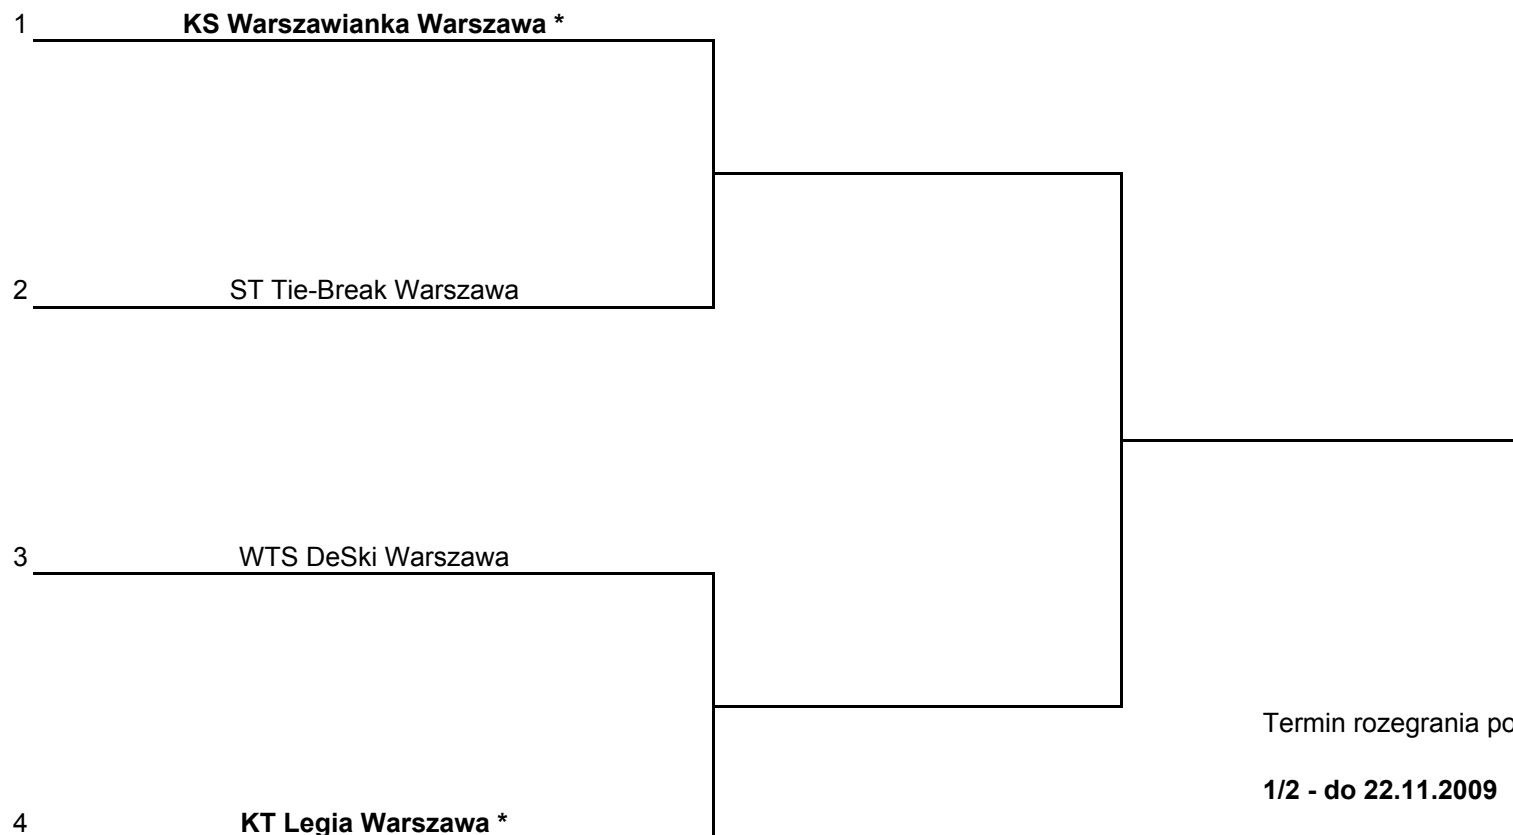 1 KS Warszawianka Warszawa *
2 ST Tie-Break Warszawa
3 WTS DeSki Warszawa
Termin rozegrania
1/2 - do 22.11.2009
4 KT Legia Warszawa *